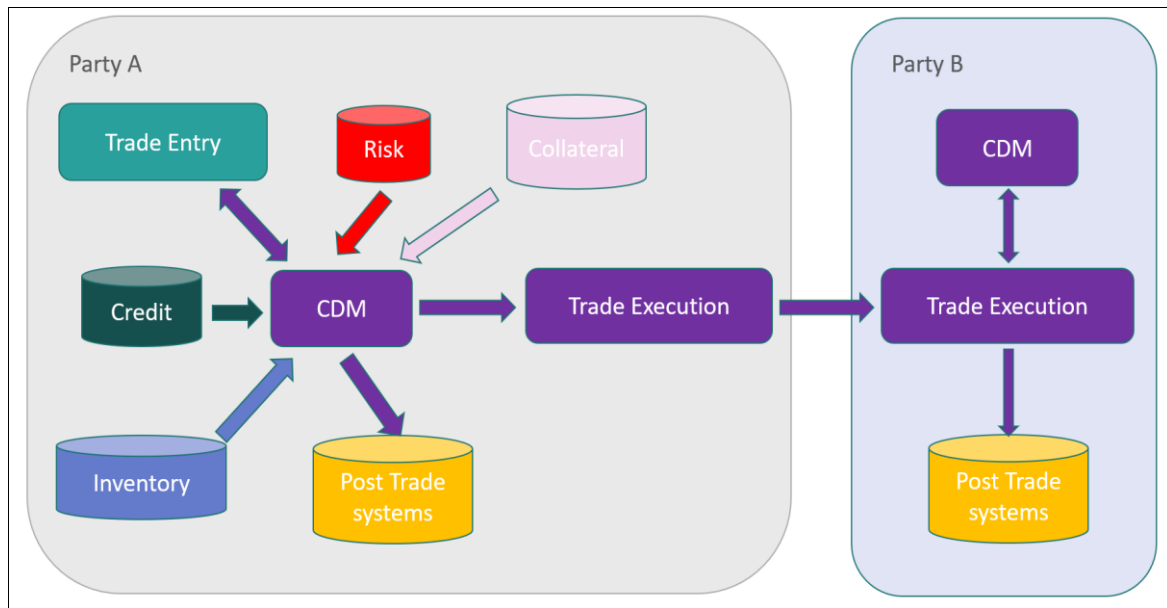 Party A
Party B
Trade Entry
Risk
Collateral
CDM
Credit
CDM
Trade Execution
Trade Execution
Inventory
Post Trade
systems
Post Trade
systems